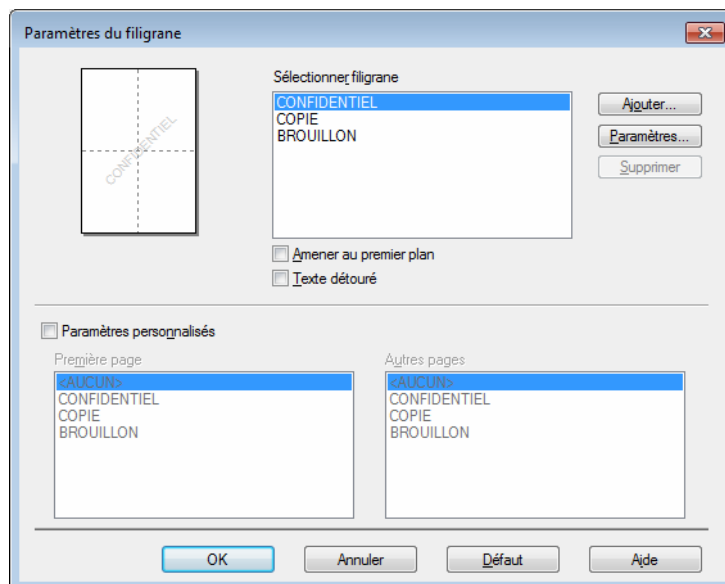 Paramètres du filigrane
CONFIDENTIEL
Sélectionner filigrane
CONFIDENTIEL
COPIE
BROUILLON
Ajouter...
Paramètres...
Supprimer
Amener au premier plan
Texte détouré
Paramètres personnalisés
Première page
<AUCUN>
CONFIDENTIEL
COPIE
BROUILLON
Autres pages
<AUCUN>
CONFIDENTIEL
COPIE
BROUILLON
OK
Annuler
Défaut
Aide